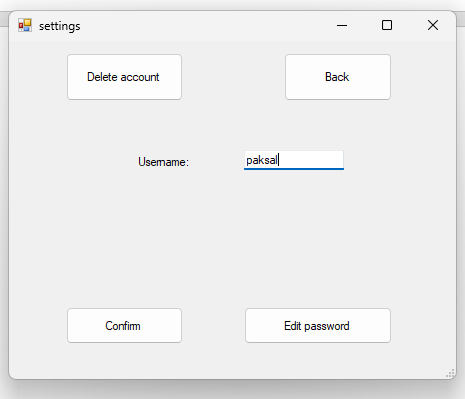 settings
Delete account
Back
Username:
paksal
Confirm
Edit password